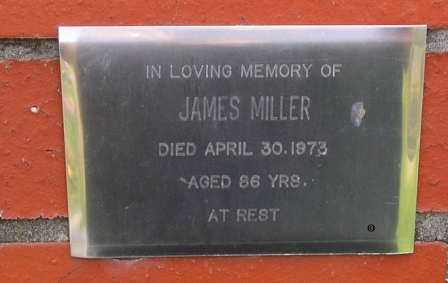 IN LOVING MEMORY OF
JAMES MILLER
DIED APRIL 30.1973
AGED 86 YRS.
AT REST